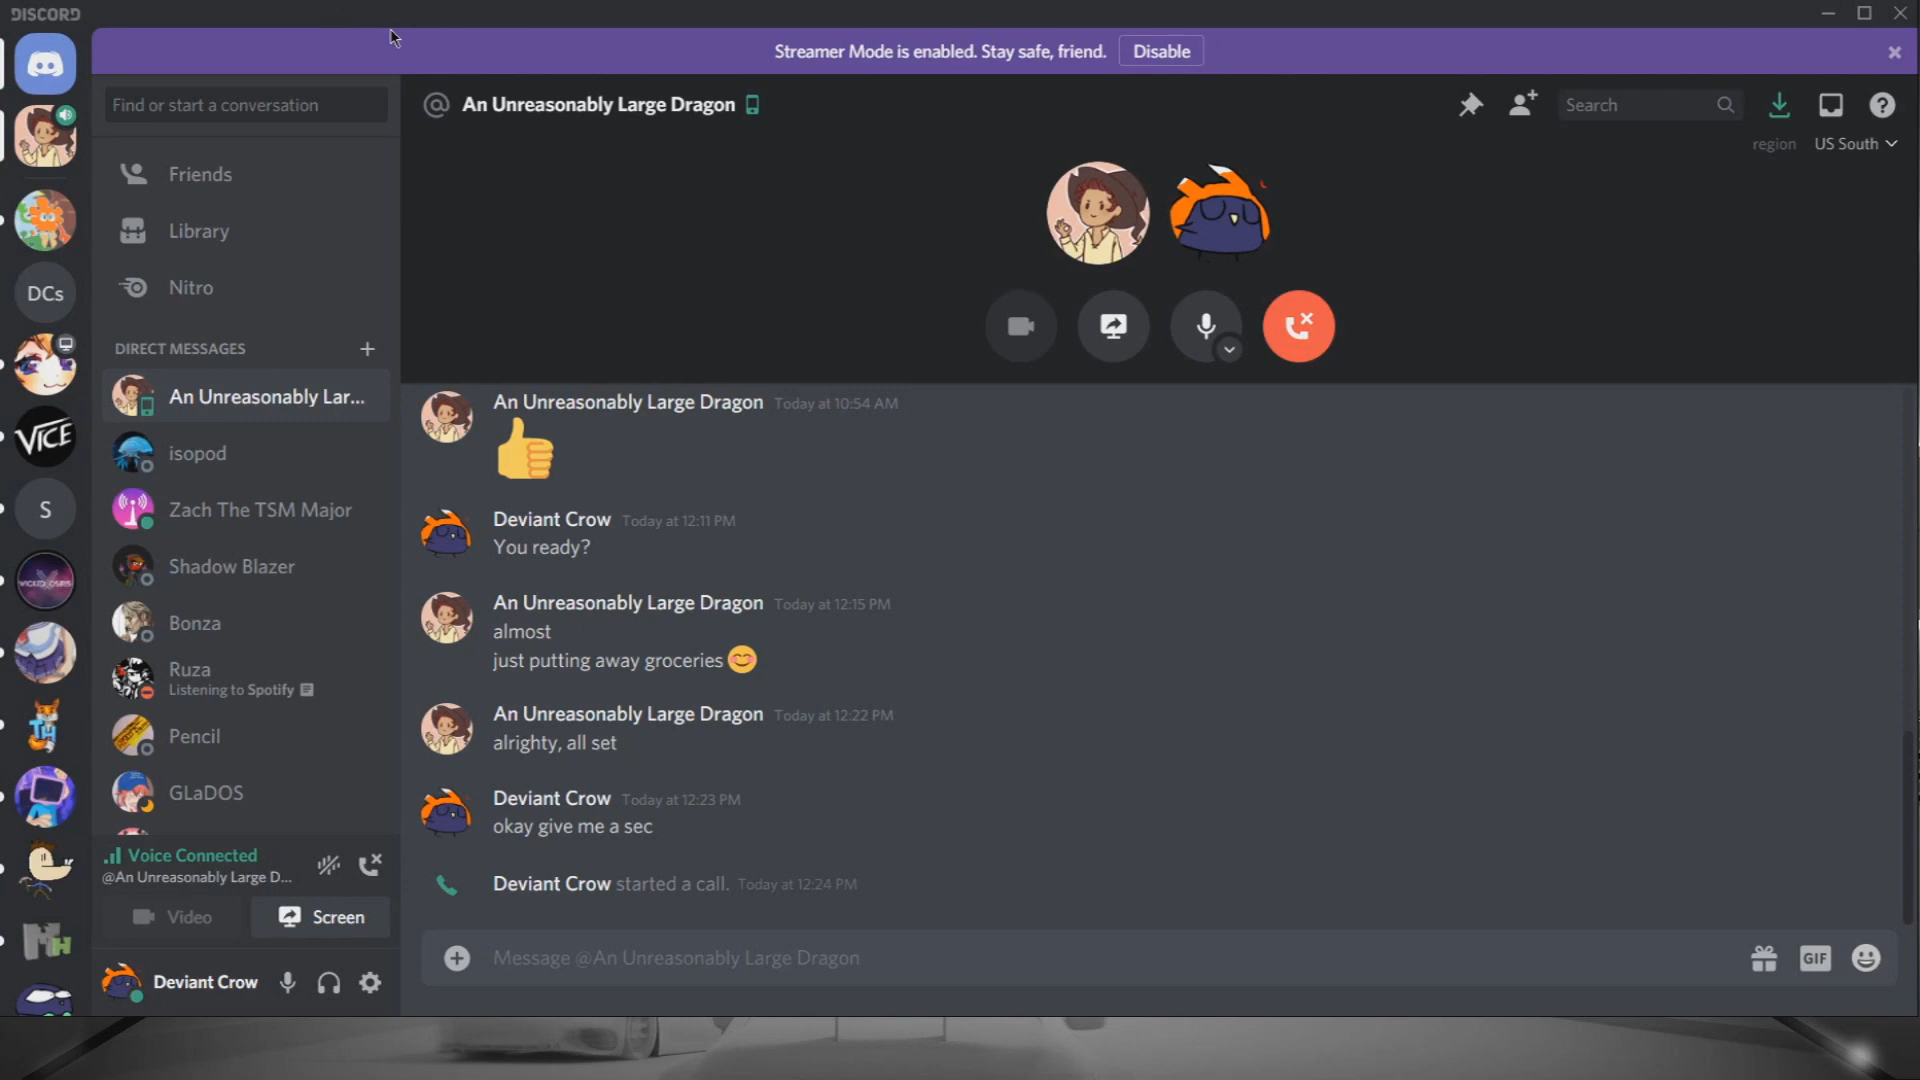 DISCORD
Streamer Mode is enabled. Stay safe, friend.
Disable
Find or start a conversation
An Unreasonably Large Dragon
Search
region
US South
Friends
Library
Nitro
DIRECT MESSAGES
An Unreasonably Lar...
isopod
Zach The TSM Major
Shadow Blazer
Bonza
Ruza
Listening to Spotify
Pencil
GLaDOS
DCs
VICE
S
WICKED_OSIRIS
TH
MH
Voice Connected
@An Unreasonably Large D...
Video
Screen
Deviant Crow
An Unreasonably Large Dragon Today at 10:54 AM
Deviant Crow Today at 12:11 PM
You ready?
An Unreasonably Large Dragon Today at 12:15 PM
almost
just putting away groceries
An Unreasonably Large Dragon Today at 12:22 PM
alrighty, all set
Deviant Crow Today at 12:23 PM
okay give me a sec
Deviant Crow started a call. Today at 12:24 PM
Message @An Unreasonably Large Dragon
GIF